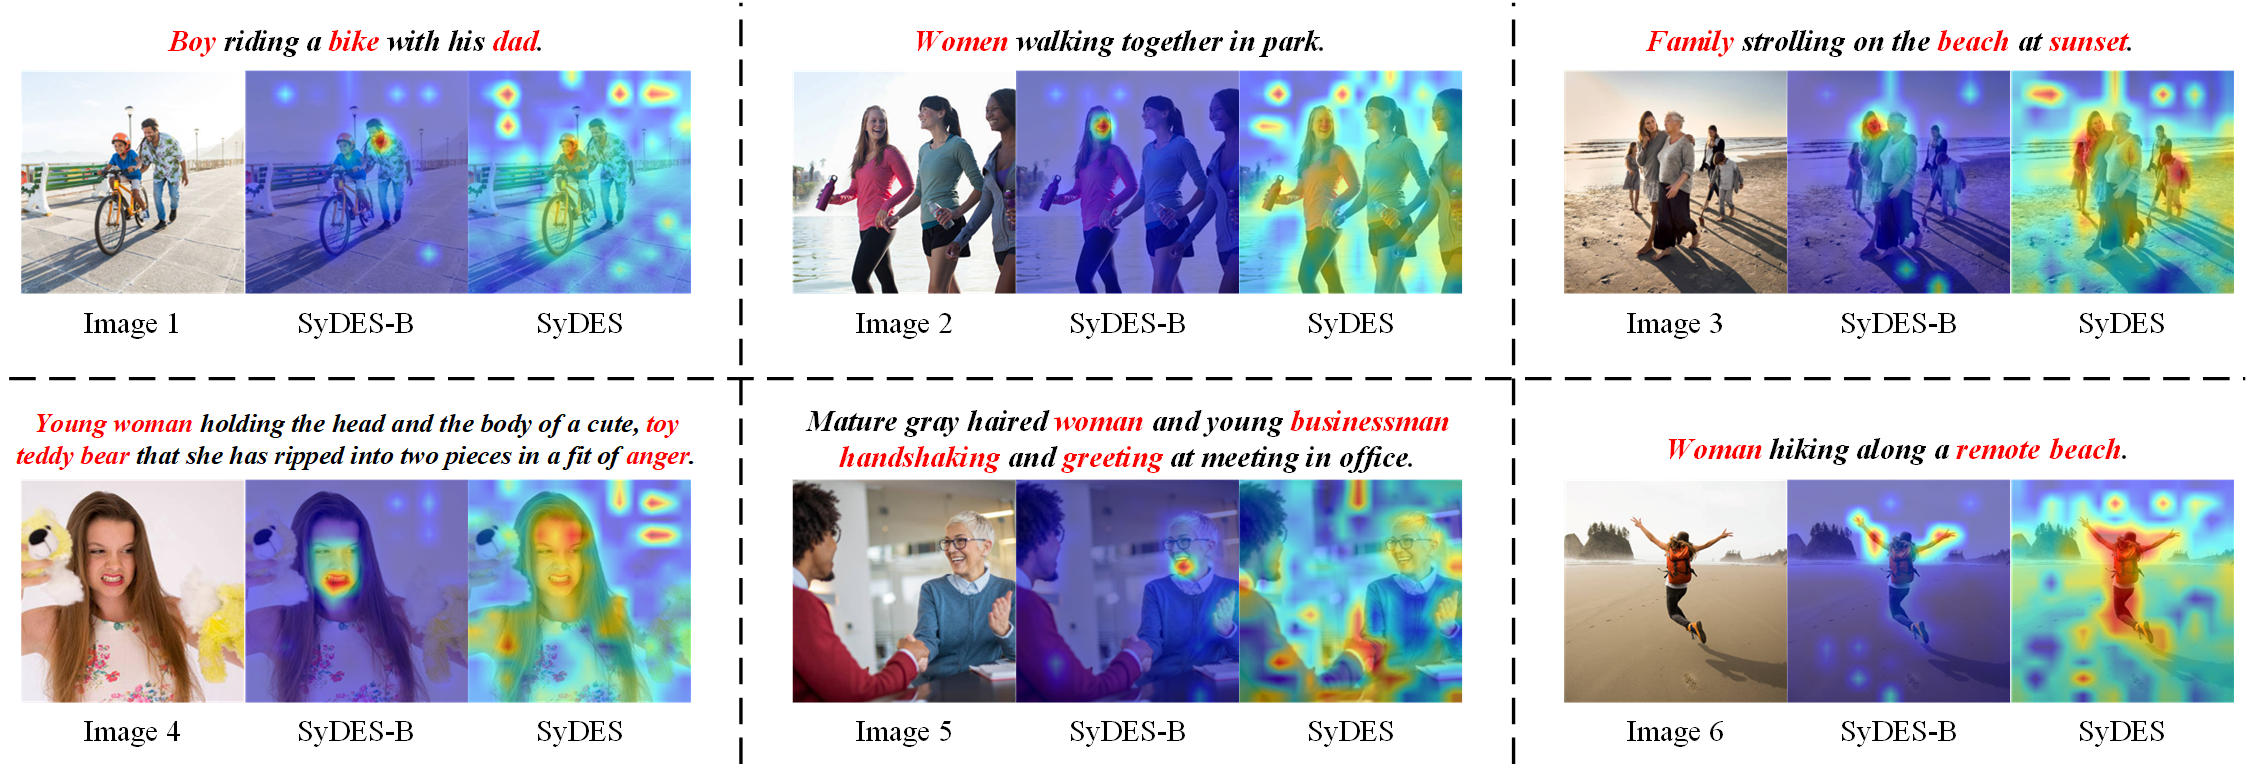 Boy riding a bike with his dad.
Image 1 SyDES-B SyDES
Women walking together in park.
Image 2 SyDES-B SyDES
Family strolling on the beach at sunset.
Image 3 SyDES-B SyDES
Young woman holding the head and the body of a cute, toy
teddy bear that she has ripped into two pieces in a fit of anger.
Image 4 SyDES-B SyDES
Mature gray haired woman and young businessman
handshaking and greeting at meeting in office.
Image 5 SyDES-B SyDES
Woman hiking along a remote beach.
Image 6 SyDES-B SyDES